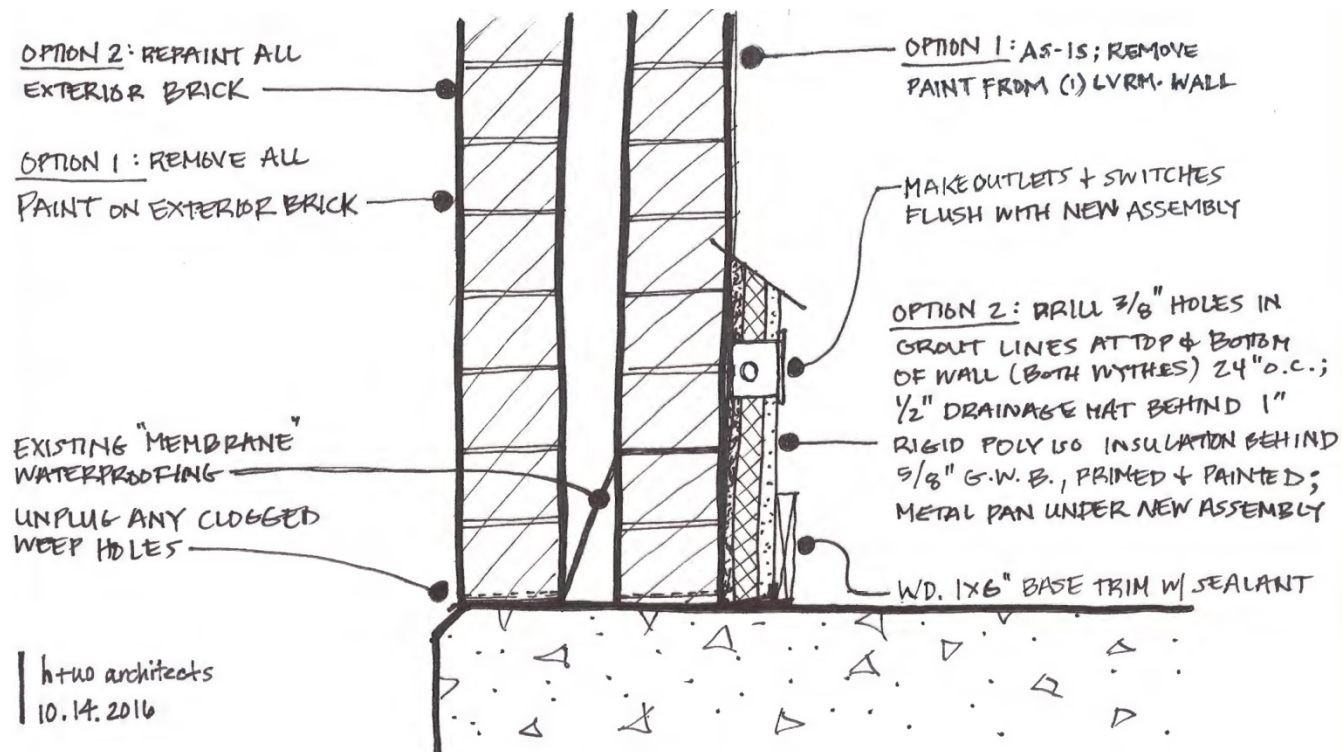 OPTION 2: REPAINT ALL
EXTERIOR BRICK
OPTION 1: REMOVE ALL
PAINT ON EXTERIOR BRICK
EXISTING "MEMBRANE"
WATERPROOFING
UNPLUG ANY CLOGGED
WEEP HOLES
h+uo architects
10.14.2016
OPTION 1: AS-IS; REMOVE
PAINT FROM (1) LVRM. WALL
MAKE OUTLETS + SWITCHES
FLUSH WITH NEW ASSEMBLY
OPTION 2: DRILL 3/8" HOLES IN
GROUT LINES AT TOP & BOTTOM
OF WALL (BOTH WYTHES) 24" O.C.;
1/2" DRAINAGE MAT BEHIND 1"
RIGID POLY ISO INSULATION BEHIND
5/8" G.W.B., PRIMED + PAINTED;
METAL PAN UNDER NEW ASSEMBLY
WD. 1X6" BASE TRIM W/ SEALANT